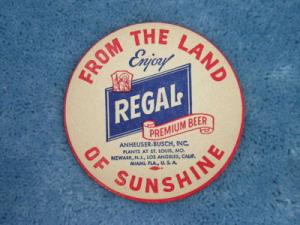 FROM THE LAND
Enjoy
REGAL
PREMIUM BEER
ANHEUSER-BUSCH, INC.
PLANTS AT ST. LOUIS, MO.
NEWARK, N.J., LOS ANGELES, CALIF.
MIAMI, FLA., U.S.A.
OF SUNSHINE